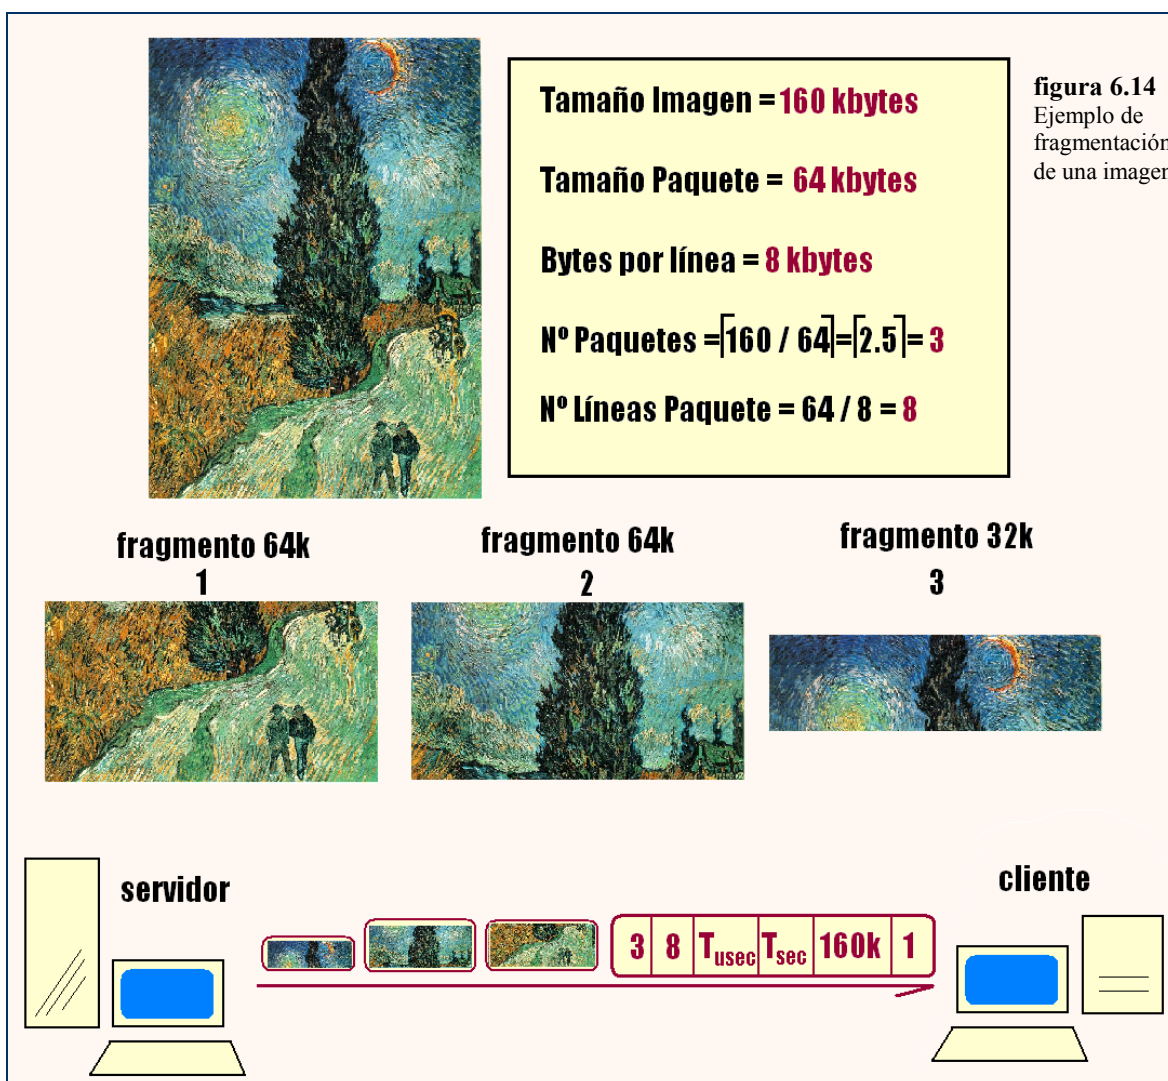 Tamaño Imagen = 160 kbytes
Tamaño Paquete = 64 kbytes
Bytes por línea = 8 kbytes
Nº Paquetes =⌈160 / 64⌉=⌈2.5⌉= 3
Nº Líneas Paquete = 64 / 8 = 8
figura 6.14
Ejemplo de
fragmentación
de una imagen
fragmento 64k
1
fragmento 64k
2
fragmento 32k
3
servidor
cliente
3 8 Tusec Tsec 160k 1